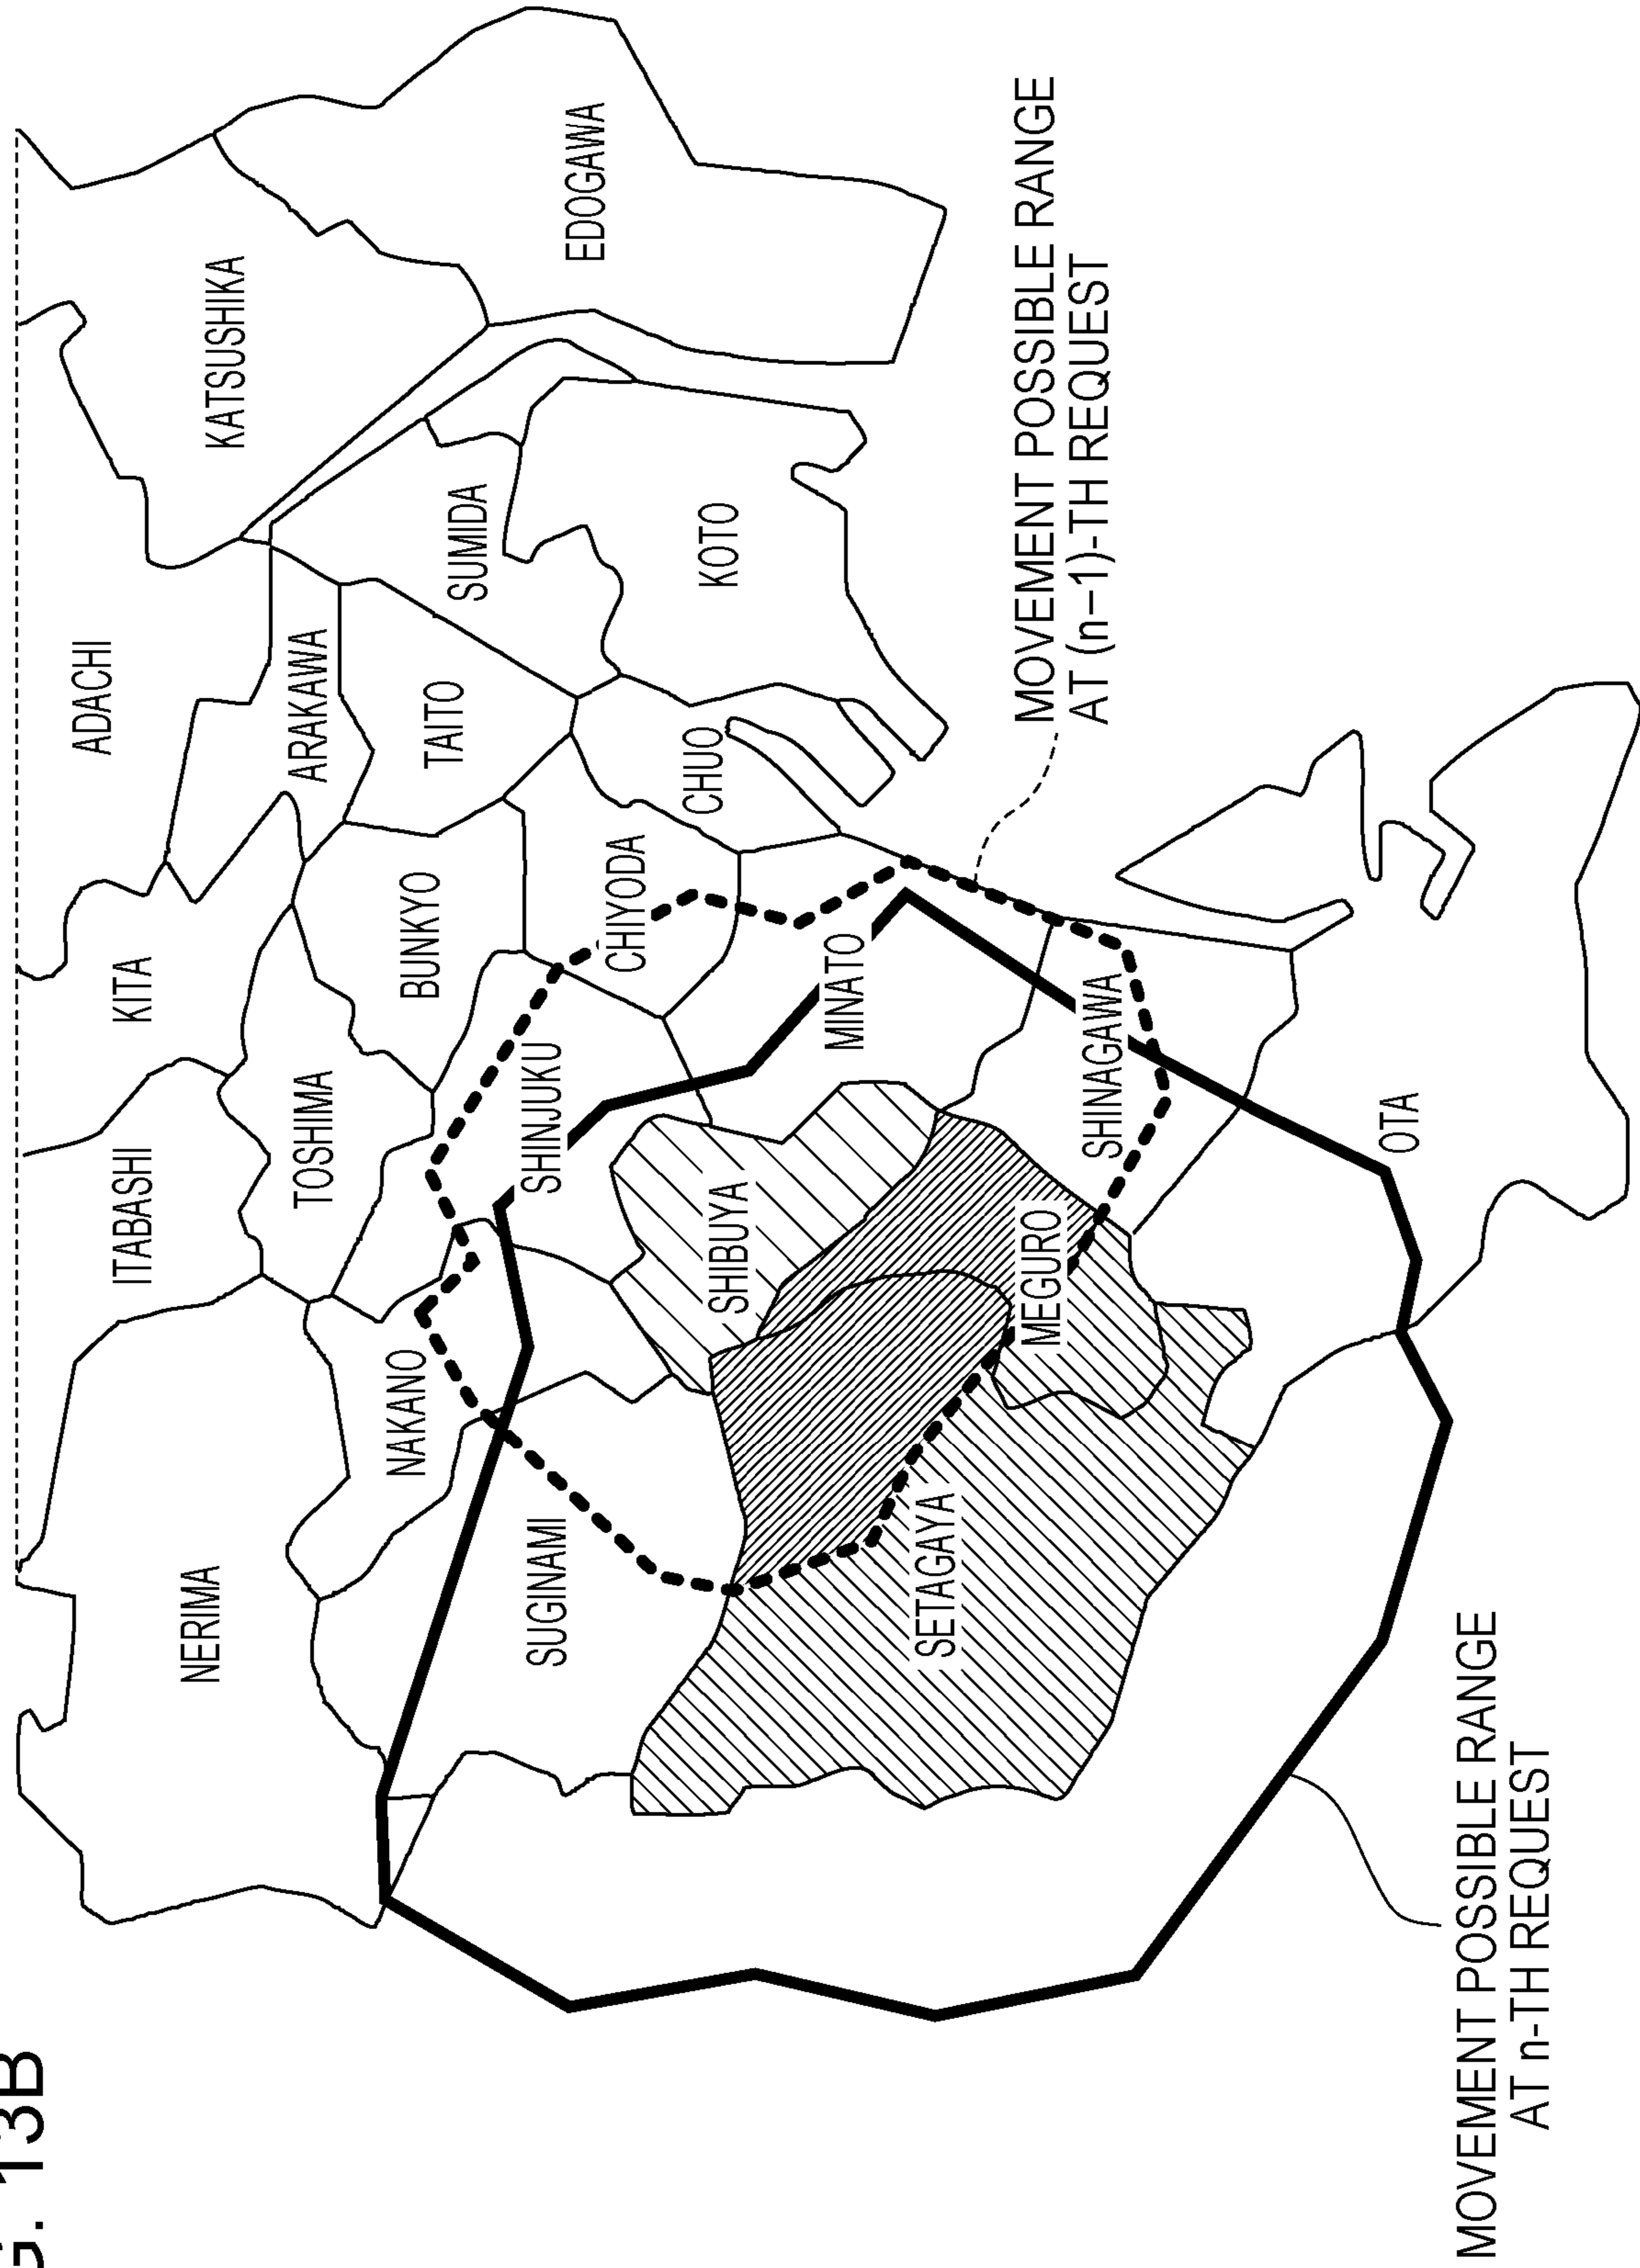 G. 13B
NERIMA
ITABASHI
KITA
ADACHI
KATSUSHIKA
TOSHIMA
ARAKAWA
NAKANO
BUNKYO
TAITO
SUMIDA
SUGINAMI
SHINJUKU
CHIYODA
EDOGAWA
SHIBUYA
CHUO
KOTO
MINATO
SETAGAYA
MEGURO
SHINAGAWA
MOVEMENT POSSIBLE RANGE
AT (n−1)-TH REQUEST
OTA
MOVEMENT POSSIBLE RANGE
AT n-TH REQUEST